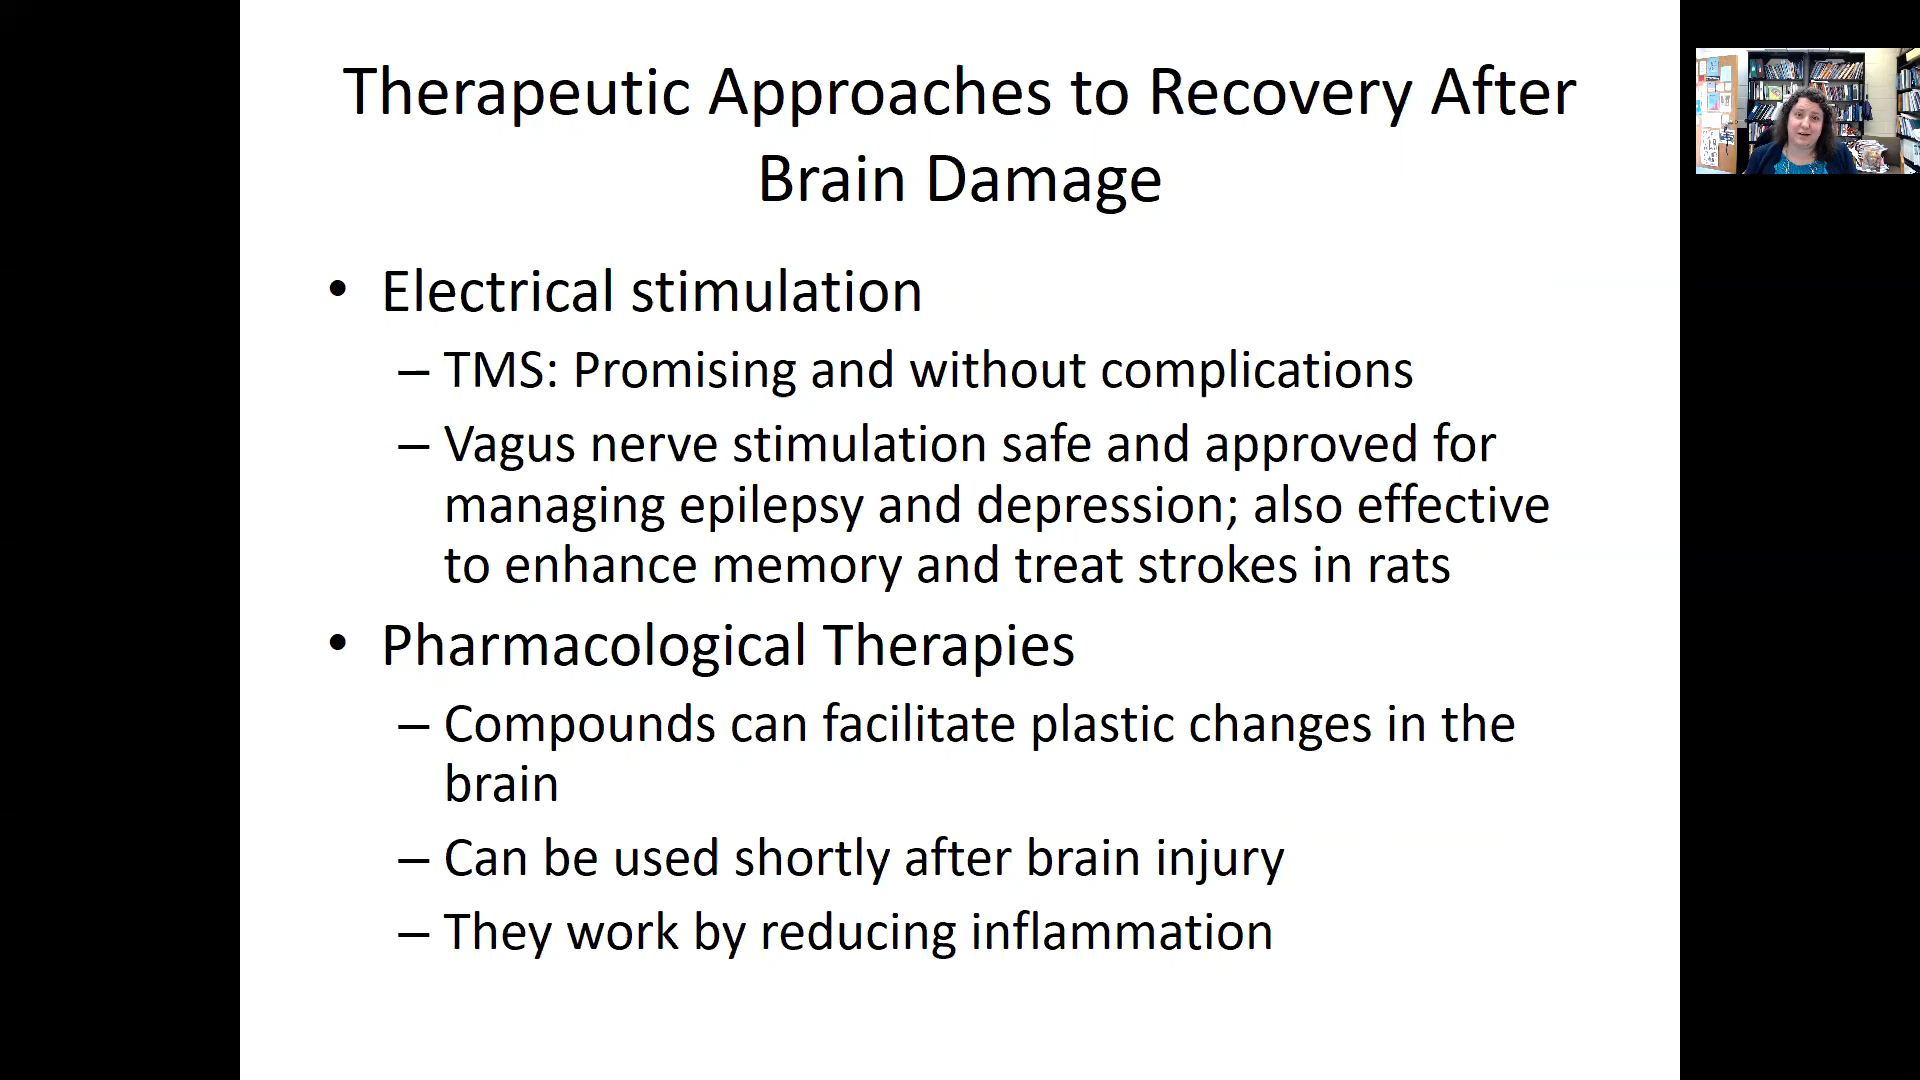 Therapeutic Approaches to Recovery After
Brain Damage
• Electrical stimulation
– TMS: Promising and without complications
– Vagus nerve stimulation safe and approved for
managing epilepsy and depression; also effective
to enhance memory and treat strokes in rats
• Pharmacological Therapies
– Compounds can facilitate plastic changes in the
brain
– Can be used shortly after brain injury
– They work by reducing inflammation